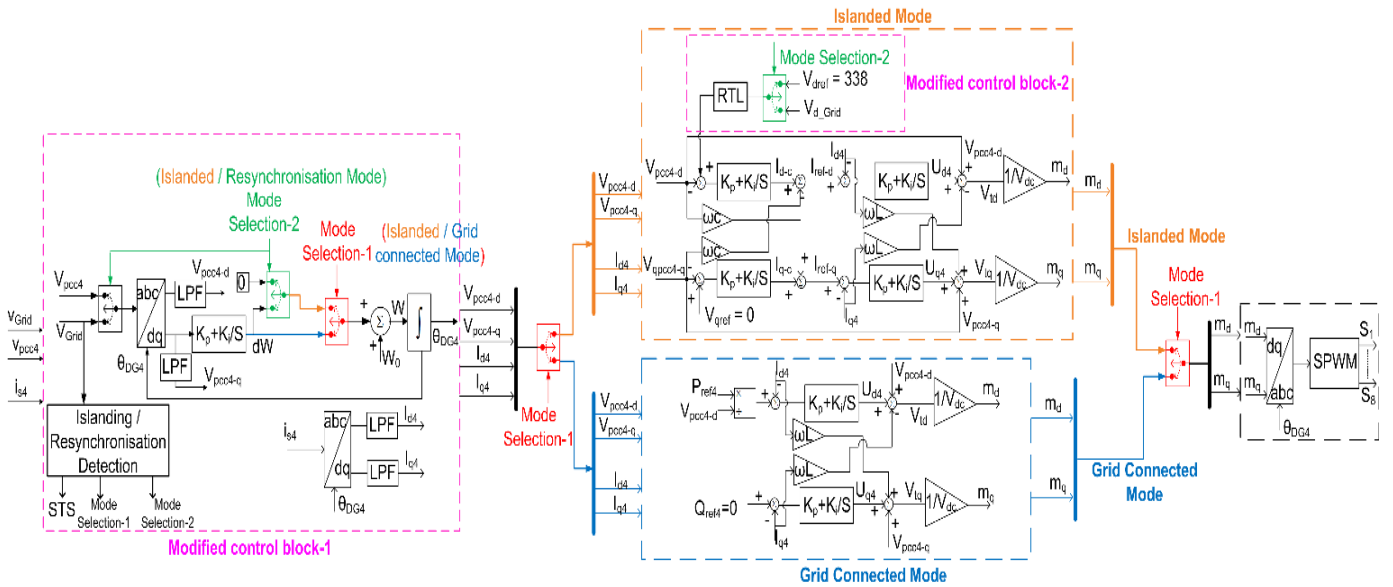 Islanded Mode
Mode Selection-2
V_dref = 338
RTL
V_d_Grid
Modified control block-2
V_pcc4-d
K_p+K_i/S
I_d-c
I_ref-d
I_d4
K_p+K_i/S
U_d4
V_pcc4-d
V_td
1/V_dc
m_d
ωC
ωL
ωC
ωL
V_qpcc4-q
K_p+K_i/S
I_q-c
I_ref-q
K_p+K_i/S
U_q4
V_tq
1/V_dc
m_q
V_qref = 0
I_q4
V_pcc4-q
(Islanded / Resynchronisation Mode)
Mode
Selection-2
Mode
Selection-1
(Islanded / Grid
connected Mode)
V_pcc4
V_Grid
abc
dq
LPF
V_pcc4-d
0
K_p+K_i/S
dW
LPF
V_pcc4-q
θ_DG4
W
W_0
∫
θ_DG4
v_Grid
v_pcc4
i_s4
Islanding /
Resynchronisation
Detection
STS
Mode
Selection-1
Mode
Selection-2
i_s4
abc
dq
LPF
I_d4
LPF
I_q4
θ_DG4
Modified control block-1
V_pcc4-d
V_pcc4-q
I_d4
I_q4
Mode
Selection-1
V_pcc4-d
V_pcc4-q
I_d4
I_q4
V_pcc4-d
V_pcc4-q
I_d4
I_q4
P_ref4
V_pcc4-d
×
÷
I_d4
K_p+K_i/S
U_d4
V_pcc4-d
V_td
1/V_dc
m_d
ωL
ωL
Q_ref4=0
K_p+K_i/S
U_q4
V_tq
1/V_dc
m_q
I_q4
V_pcc4-q
Grid Connected Mode
m_d
m_q
Islanded Mode
m_d
m_q
Grid Connected
Mode
Mode
Selection-1
m_d
m_q
m_d
m_q
dq
abc
SPWM
S_1
S_8
θ_DG4